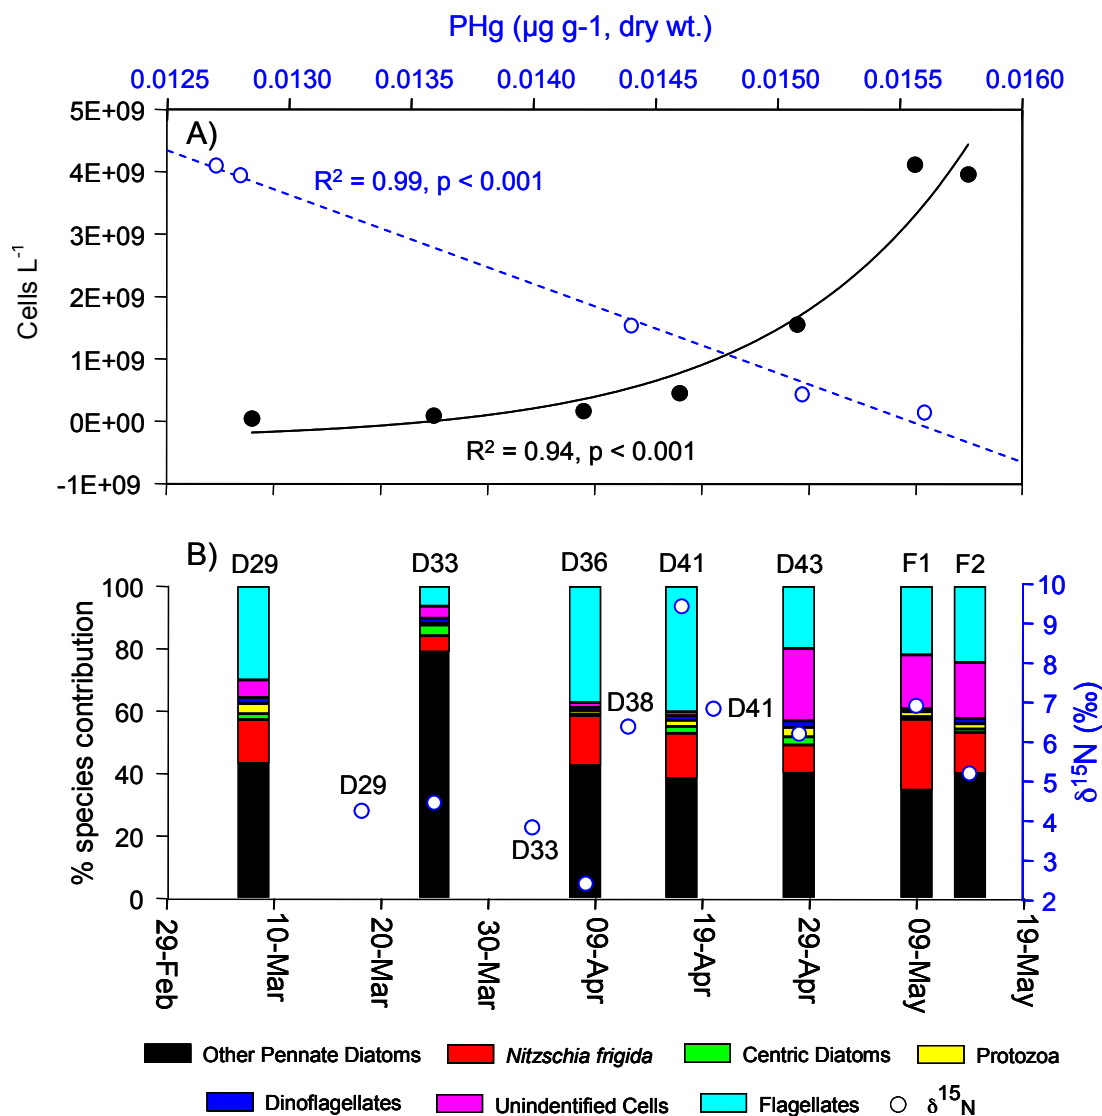 PHg (µg g-1, dry wt.)
0.0125 0.0130 0.0135 0.0140 0.0145 0.0150 0.0155 0.0160
A)
5E+09
4E+09
3E+09
2E+09
1E+09
0E+00
-1E+09
Cells L-1
R2 = 0.99, p < 0.001
R2 = 0.94, p < 0.001
B)
D29 D33 D36 D41 D43 F1 F2
100
80
60
40
20
0
% species contribution
D29
D33
D38
D41
10
9
8
7
6
5
4
3
2
δ15N (‰)
29-Feb 10-Mar 20-Mar 30-Mar 09-Apr 19-Apr 29-Apr 09-May 19-May
Other Pennate Diatoms Nitzschia frigida Centric Diatoms Protozoa
Dinoflagellates Unidentified Cells Flagellates δ15N